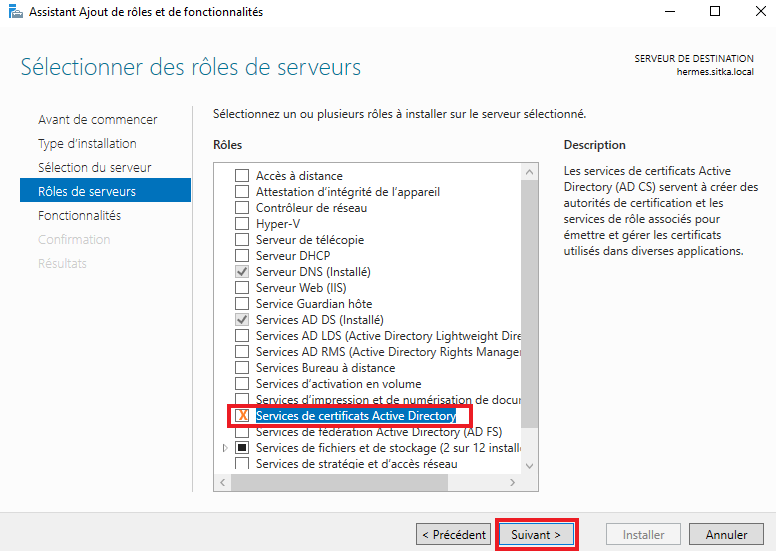 Assistant Ajout de rôles et de fonctionnalités
Sélectionner des rôles de serveurs
SERVEUR DE DESTINATION
hermes.sitka.local
Avant de commencer
Type d'installation
Sélection du serveur
Rôles de serveurs
Fonctionnalités
Confirmation
Résultats
Sélectionnez un ou plusieurs rôles à installer sur le serveur sélectionné.
Rôles
Accès à distance
Attestation d'intégrité de l'appareil
Contrôleur de réseau
Hyper-V
Serveur de télécopie
Serveur DHCP
Serveur DNS (Installé)
Serveur Web (IIS)
Service Guardian hôte
Services AD DS (Installé)
Services AD LDS (Active Directory Lightweight Dire
Services AD RMS (Active Directory Rights Manager
Services Bureau à distance
Services d'activation en volume
Services d'impression et de numérisation de docu
X Services de certificats Active Directory
Services de fédération Active Directory (AD FS)
Services de fichiers et de stockage (2 sur 12 install
Services de stratégie et d'accès réseau
Description
Les services de certificats Active
Directory (AD CS) servent à créer des
autorités de certification et les
services de rôle associés pour
émettre et gérer les certificats
utilisés dans diverses applications.
< Précédent
Suivant >
Installer
Annuler